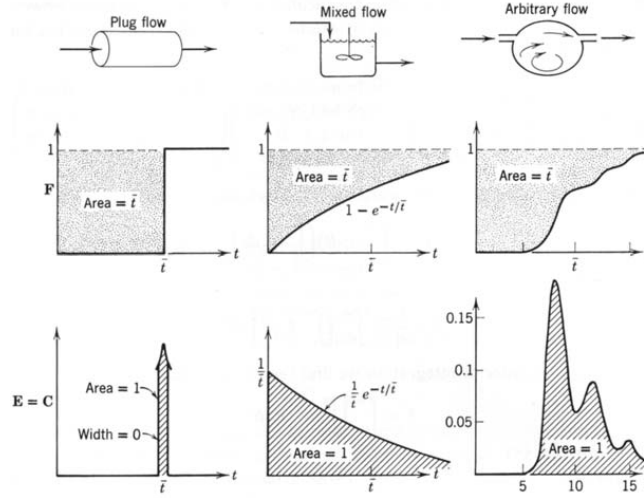 Plug flow
Mixed flow
Arbitrary flow
1
F
Area = t̄
t̄
t
1
Area = t̄
1 − e^−t/t̄
t̄
t
1
Area = t̄
t̄
t
E = C
Area = 1
Width = 0
t̄
t
1/t̄
1/t̄ e^−t/t̄
Area = 1
t̄
t
0.15
0.1
0.05
Area = 1
5
10
15